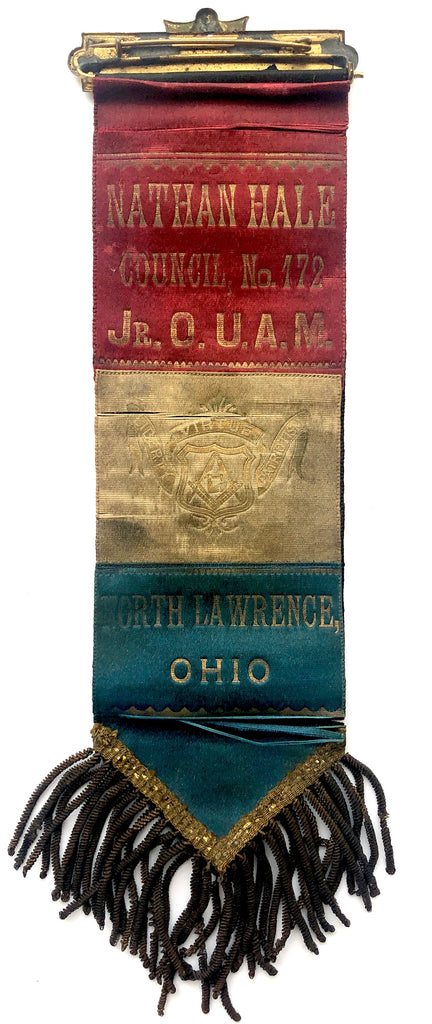 NATHAN HALE
COUNCIL, No. 172
JR. O. U. A. M.
VIRTUE
NORTH LAWRENCE,
OHIO